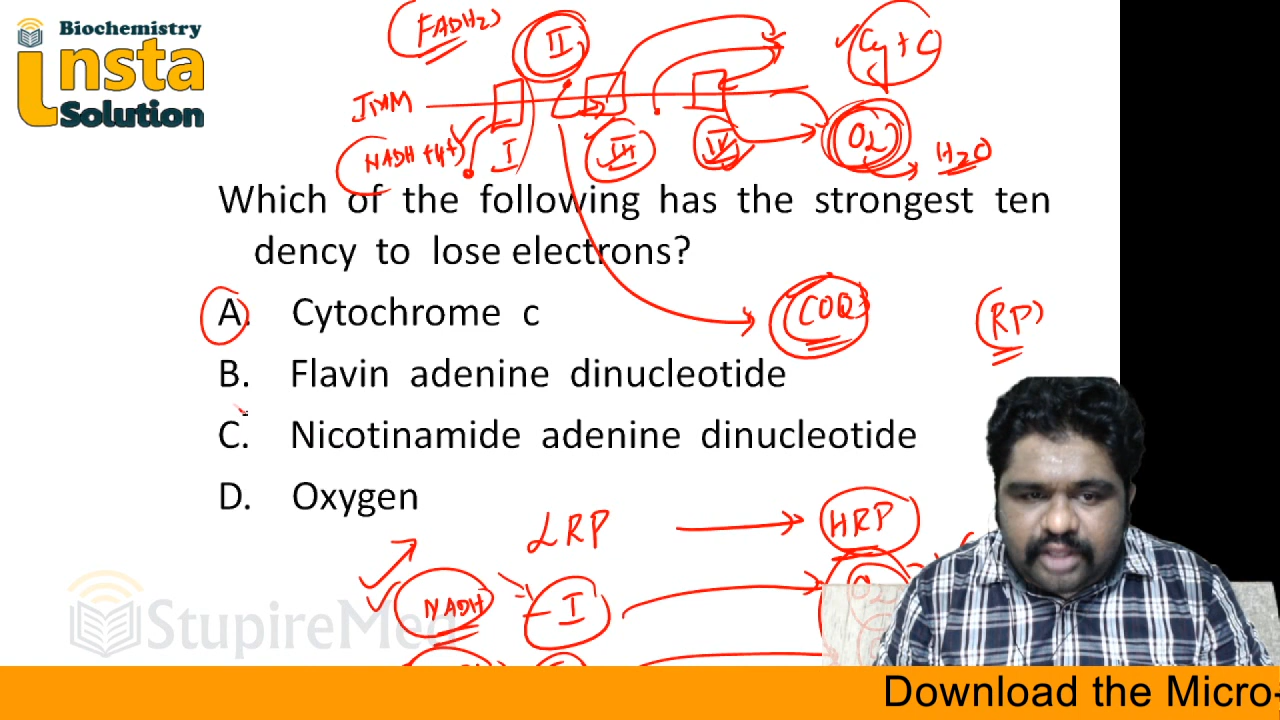 Biochemistry
Insta
Solution
FADH2
II
Cyt C
IMM
NADH+H+
I
III
IV
O2
H2O
Which of the following has the strongest ten
dency to lose electrons?
COQ
RP
A. Cytochrome c
B. Flavin adenine dinucleotide
C. Nicotinamide adenine dinucleotide
D. Oxygen
LRP
HRP
NADH
I
O2
StupireMe
Download the Micro-